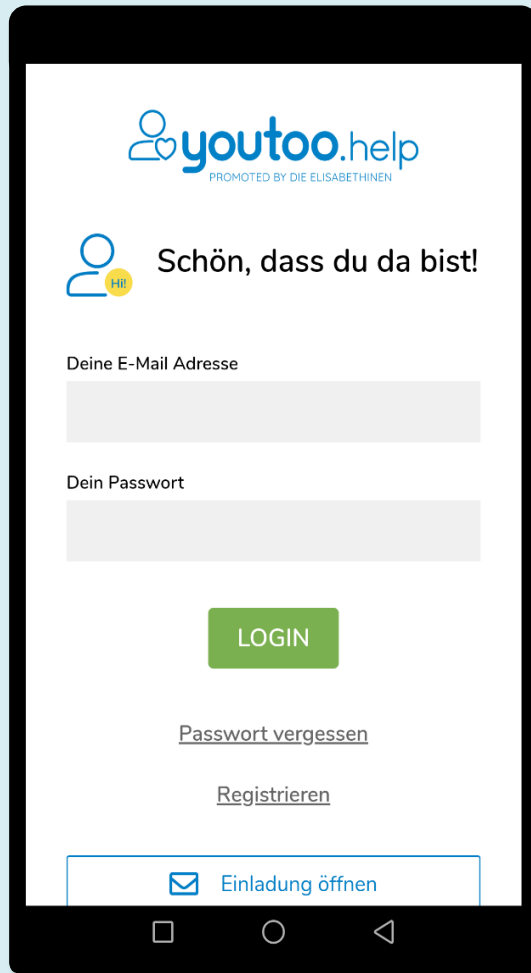 youtoo.help
PROMOTED BY DIE ELISABETHINEN
Hi!
Schön, dass du da bist!
Deine E-Mail Adresse
Dein Passwort
LOGIN
Passwort vergessen
Registrieren
Einladung öffnen